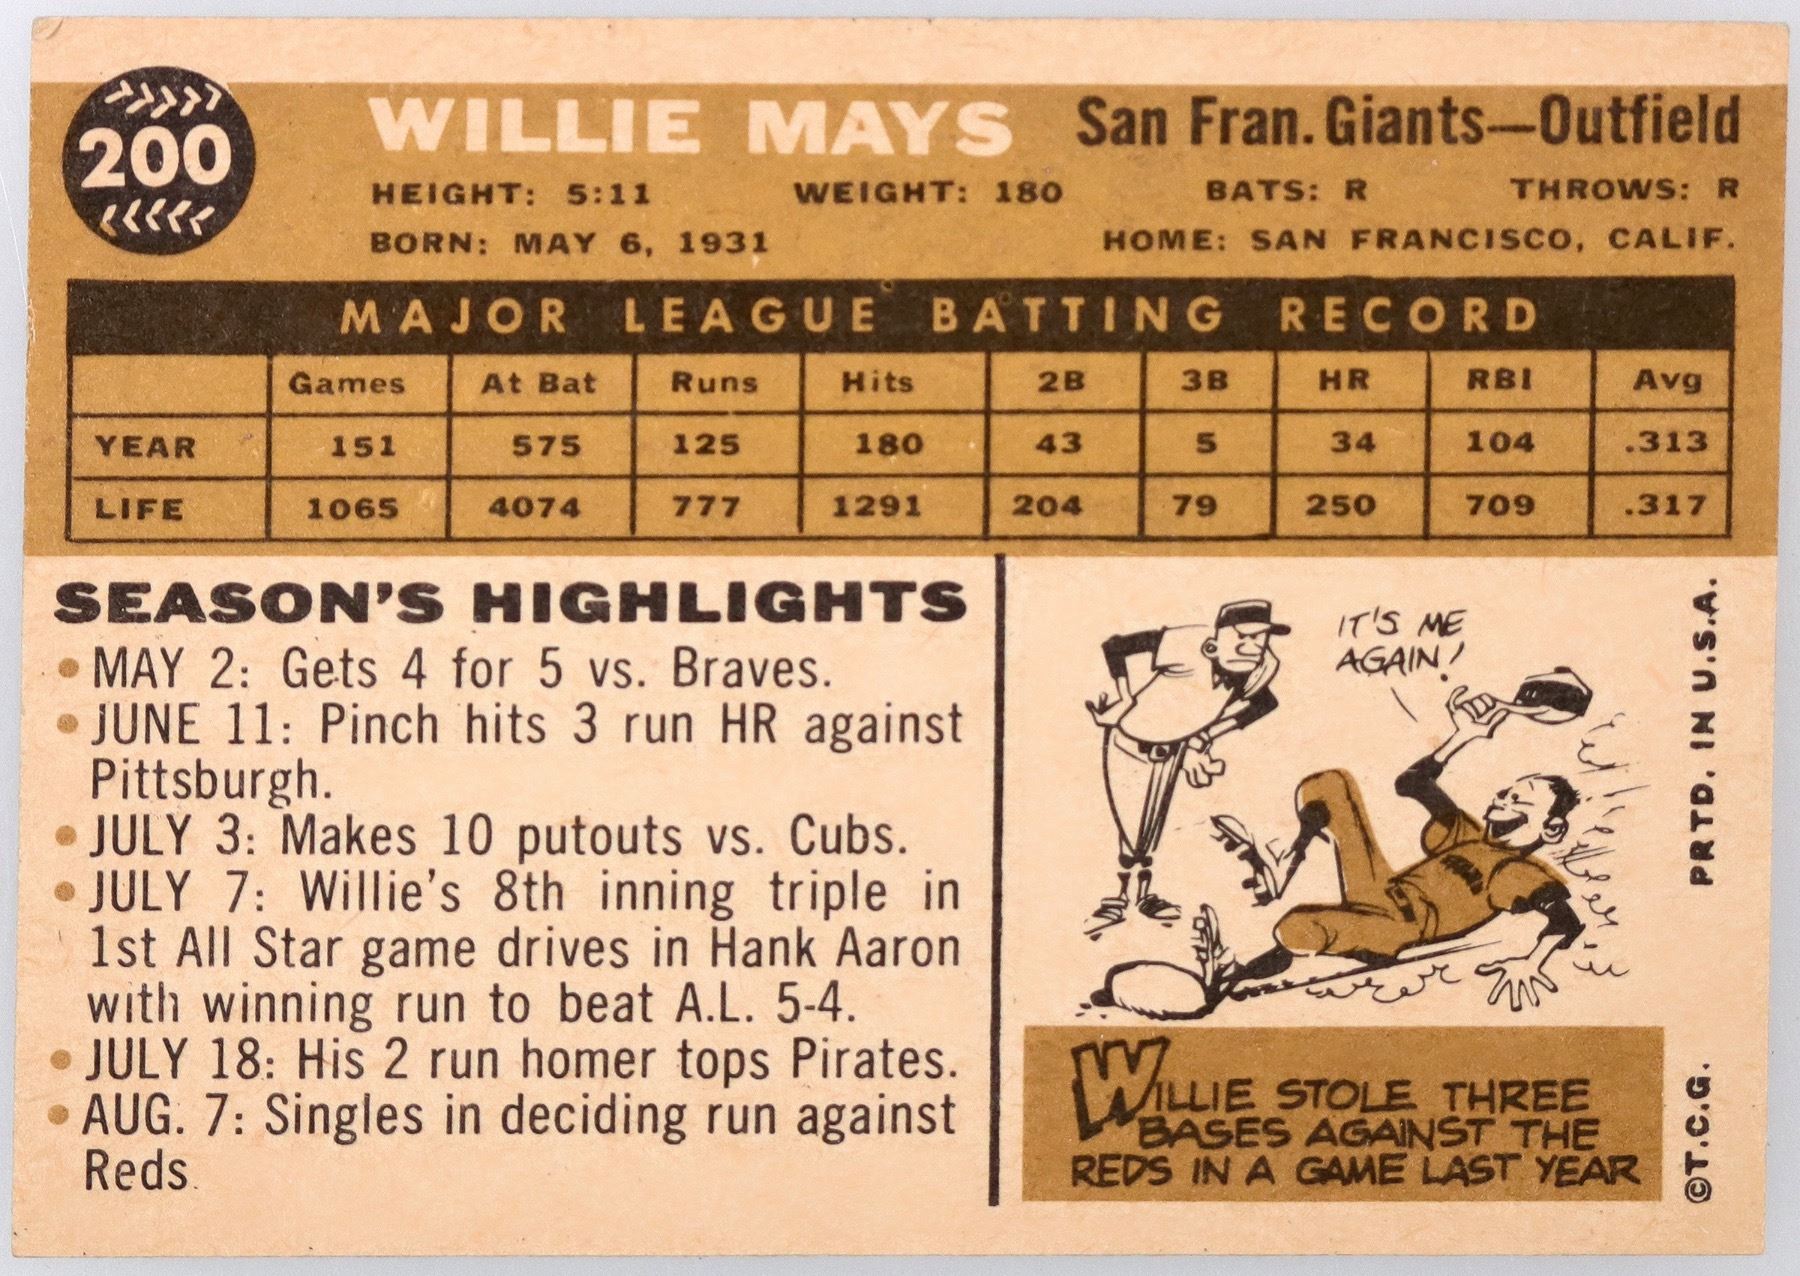 200
WILLIE MAYS San Fran. Giants—Outfield
HEIGHT: 5:11 WEIGHT: 180 BATS: R THROWS: R
BORN: MAY 6, 1931 HOME: SAN FRANCISCO, CALIF.
MAJOR LEAGUE BATTING RECORD
Games At Bat Runs Hits 2B 3B HR RBI Avg
YEAR 151 575 125 180 43 5 34 104 .313
LIFE 1065 4074 777 1291 204 79 250 709 .317
SEASON'S HIGHLIGHTS
• MAY 2: Gets 4 for 5 vs. Braves.
• JUNE 11: Pinch hits 3 run HR against
Pittsburgh.
• JULY 3: Makes 10 putouts vs. Cubs.
• JULY 7: Willie's 8th inning triple in
1st All Star game drives in Hank Aaron
with winning run to beat A.L. 5-4.
• JULY 18: His 2 run homer tops Pirates.
• AUG. 7: Singles in deciding run against
Reds.
IT'S ME
AGAIN!
WILLIE STOLE THREE
BASES AGAINST THE
REDS IN A GAME LAST YEAR
©T.C.G. PRTD. IN U.S.A.